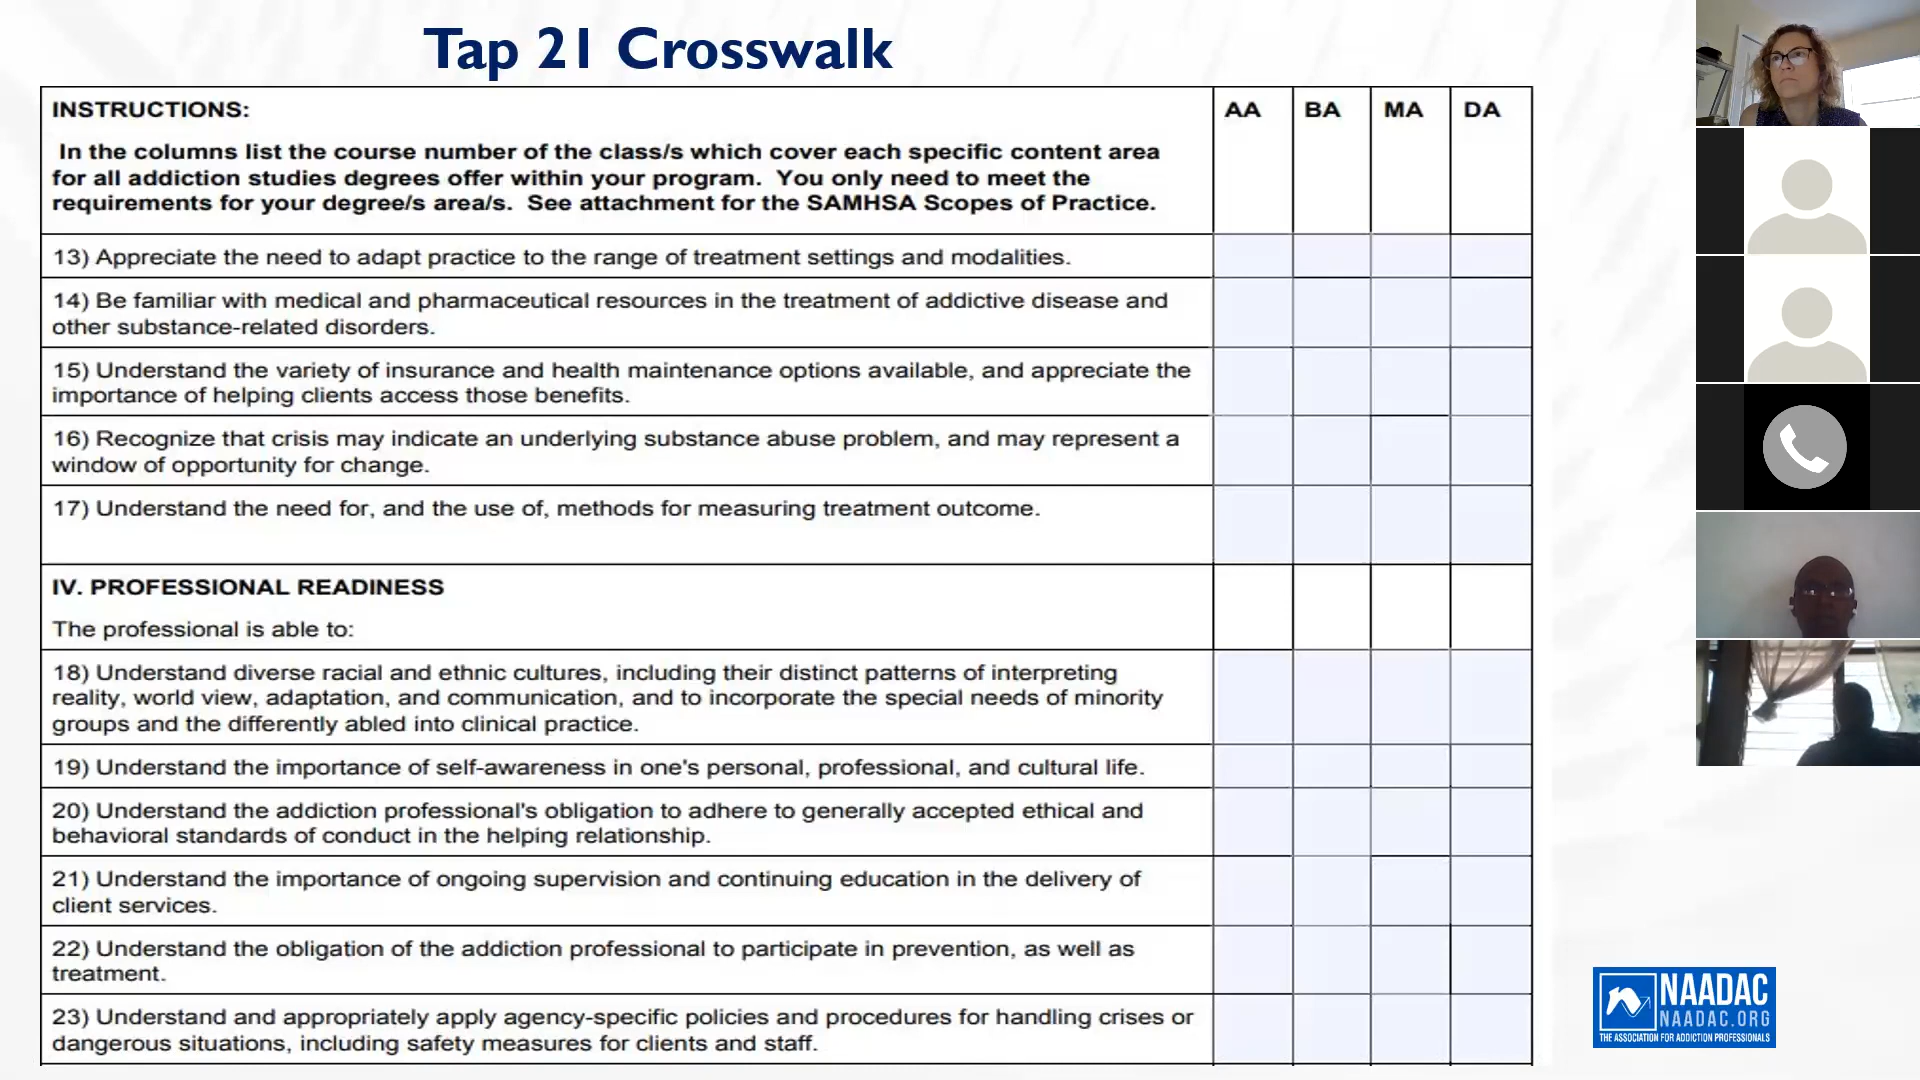 Tap 21 Crosswalk
INSTRUCTIONS:
AA
BA
MA
DA
In the columns list the course number of the class/s which cover each specific content area
for all addiction studies degrees offer within your program.  You only need to meet the
requirements for your degree/s area/s.  See attachment for the SAMHSA Scopes of Practice.
13) Appreciate the need to adapt practice to the range of treatment settings and modalities.
14) Be familiar with medical and pharmaceutical resources in the treatment of addictive disease and
other substance-related disorders.
15) Understand the variety of insurance and health maintenance options available, and appreciate the
importance of helping clients access those benefits.
16) Recognize that crisis may indicate an underlying substance abuse problem, and may represent a
window of opportunity for change.
17) Understand the need for, and the use of, methods for measuring treatment outcome.
IV. PROFESSIONAL READINESS
The professional is able to:
18) Understand diverse racial and ethnic cultures, including their distinct patterns of interpreting
reality, world view, adaptation, and communication, and to incorporate the special needs of minority
groups and the differently abled into clinical practice.
19) Understand the importance of self-awareness in one's personal, professional, and cultural life.
20) Understand the addiction professional's obligation to adhere to generally accepted ethical and
behavioral standards of conduct in the helping relationship.
21) Understand the importance of ongoing supervision and continuing education in the delivery of
client services.
22) Understand the obligation of the addiction professional to participate in prevention, as well as
treatment.
23) Understand and appropriately apply agency-specific policies and procedures for handling crises or
dangerous situations, including safety measures for clients and staff.
NAADAC
NAADAC.ORG
THE ASSOCIATION FOR ADDICTION PROFESSIONALS